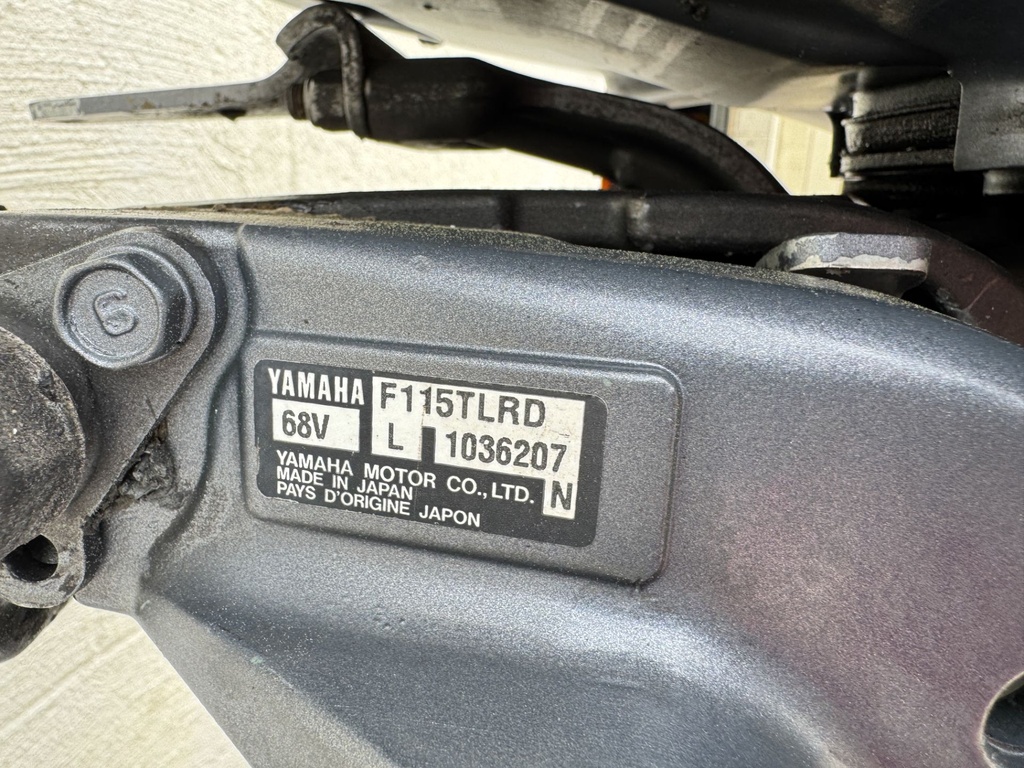 YAMAHA F115TLRD
68V L 1036207
YAMAHA MOTOR CO., LTD. N
MADE IN JAPAN
PAYS D'ORIGINE JAPON
6